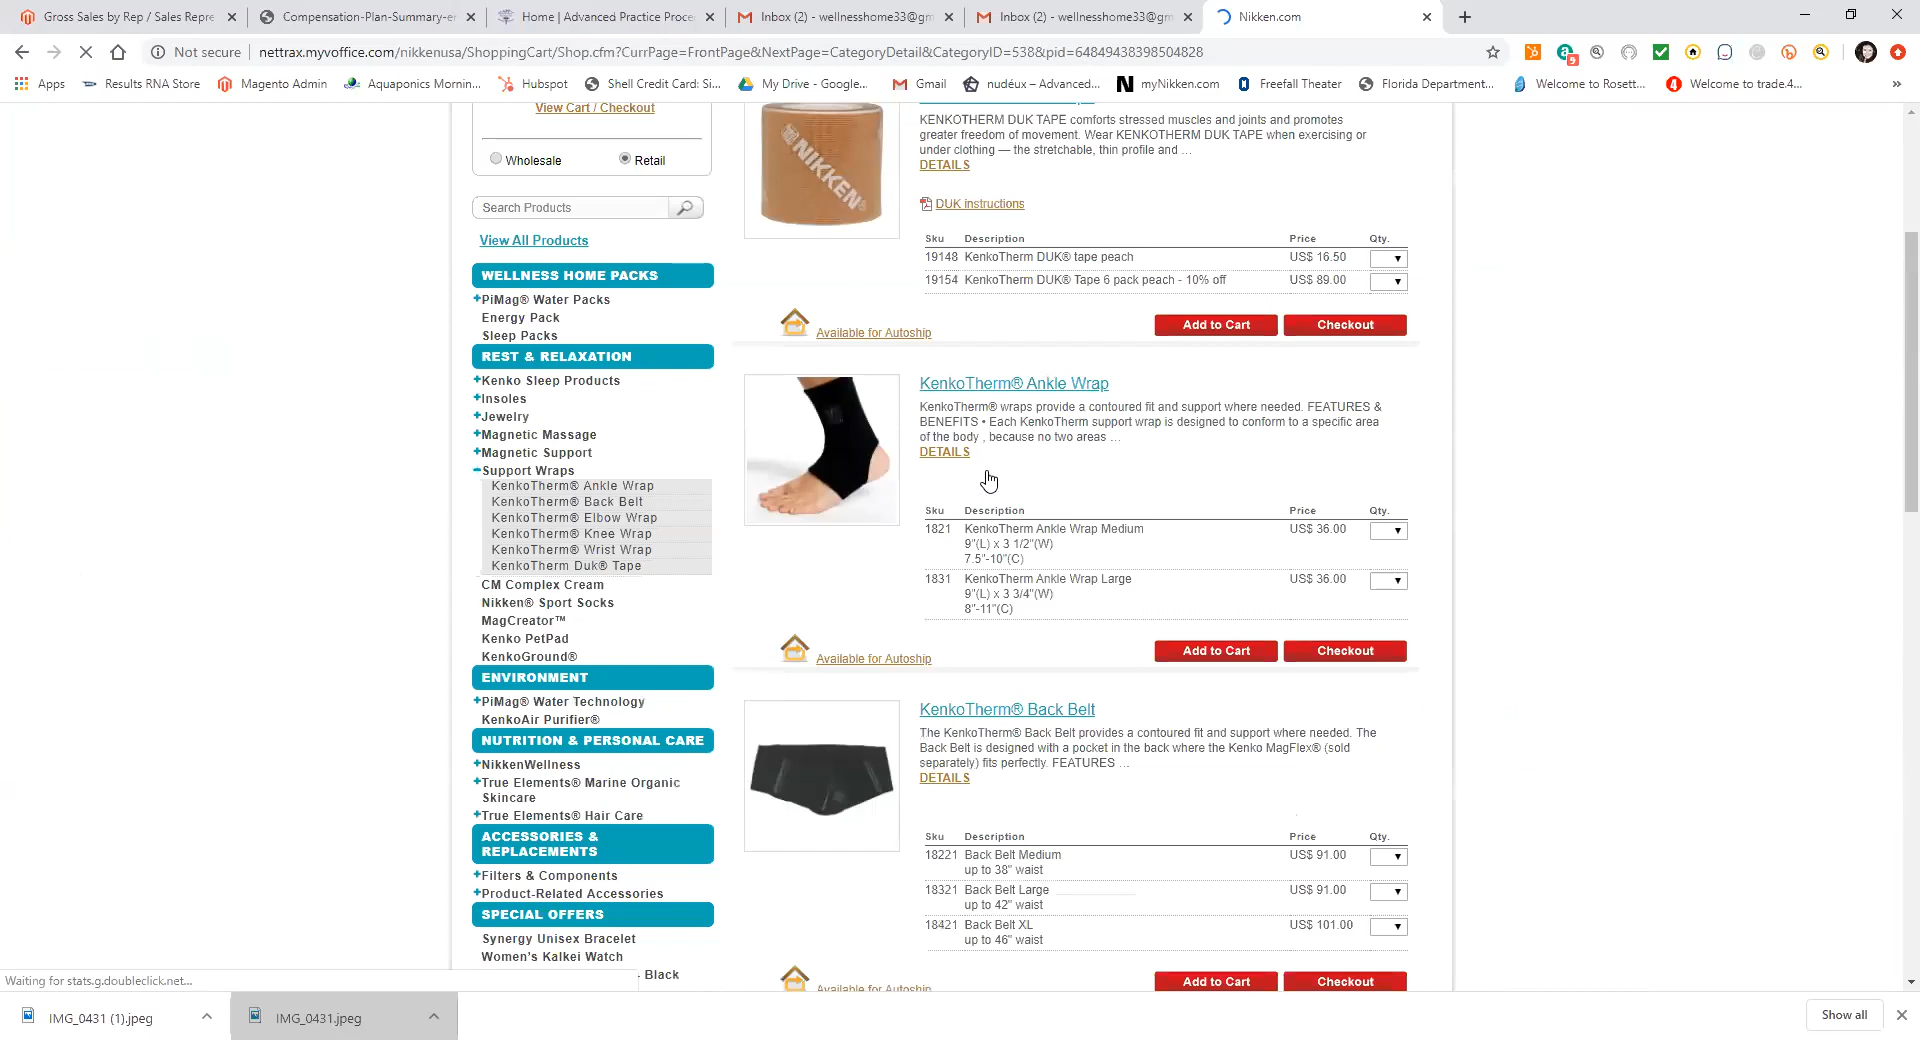 Gross Sales by Rep / Sales Repre
Compensation-Plan-Summary-en
Home | Advanced Practice Proce
Inbox (2) - wellnesshome33@gm
Inbox (2) - wellnesshome33@gm
Nikken.com
Not secure | nettrax.myvoffice.com/nikkenusa/ShoppingCart/Shop.cfm?CurrPage=FrontPage&NextPage=CategoryDetail&CategoryID=538&pid=64849438398504828
Apps
Results RNA Store
Magento Admin
Aquaponics Mornin...
Hubspot
Shell Credit Card: Si...
My Drive - Google...
Gmail
nudéux – Advanced...
myNikken.com
Freefall Theater
Florida Department...
Welcome to Rosett...
Welcome to trade.4...
»
View Cart / Checkout
Wholesale
Retail
Search Products
View All Products
WELLNESS HOME PACKS
+PiMag® Water Packs
Energy Pack
Sleep Packs
REST & RELAXATION
+Kenko Sleep Products
+Insoles
+Jewelry
+Magnetic Massage
+Magnetic Support
-Support Wraps
KenkoTherm® Ankle Wrap
KenkoTherm® Back Belt
KenkoTherm® Elbow Wrap
KenkoTherm® Knee Wrap
KenkoTherm® Wrist Wrap
KenkoTherm Duk® Tape
CM Complex Cream
Nikken® Sport Socks
MagCreator™
Kenko PetPad
KenkoGround®
ENVIRONMENT
+PiMag® Water Technology
KenkoAir Purifier®
NUTRITION & PERSONAL CARE
+NikkenWellness
+True Elements® Marine Organic
Skincare
+True Elements® Hair Care
ACCESSORIES &
REPLACEMENTS
+Filters & Components
+Product-Related Accessories
SPECIAL OFFERS
Synergy Unisex Bracelet
Women's Kalkei Watch
- Black
NIKKEN®
KENKOTHERM DUK TAPE comforts stressed muscles and joints and promotes
greater freedom of movement. Wear KENKOTHERM DUK TAPE when exercising or
under clothing — the stretchable, thin profile and ...
DETAILS
DUK instructions
Sku Description Price Qty.
19148 KenkoTherm DUK® tape peach US$ 16.50
19154 KenkoTherm DUK® Tape 6 pack peach - 10% off US$ 89.00
Available for Autoship
Add to Cart
Checkout
KenkoTherm® Ankle Wrap
KenkoTherm® wraps provide a contoured fit and support where needed. FEATURES &
BENEFITS • Each KenkoTherm support wrap is designed to conform to a specific area
of the body , because no two areas ...
DETAILS
Sku Description Price Qty.
1821 KenkoTherm Ankle Wrap Medium US$ 36.00
9"(L) x 3 1/2"(W)
7.5"-10"(C)
1831 KenkoTherm Ankle Wrap Large US$ 36.00
9"(L) x 3 3/4"(W)
8"-11"(C)
Available for Autoship
Add to Cart
Checkout
KenkoTherm® Back Belt
The KenkoTherm® Back Belt provides a contoured fit and support where needed. The
Back Belt is designed with a pocket in the back where the Kenko MagFlex® (sold
separately) fits perfectly. FEATURES ...
DETAILS
Sku Description Price Qty.
18221 Back Belt Medium US$ 91.00
up to 38" waist
18321 Back Belt Large US$ 91.00
up to 42" waist
18421 Back Belt XL US$ 101.00
up to 46" waist
Available for Autoship
Add to Cart
Checkout
Waiting for stats.g.doubleclick.net...
IMG_0431 (1).jpeg
IMG_0431.jpeg
Show all